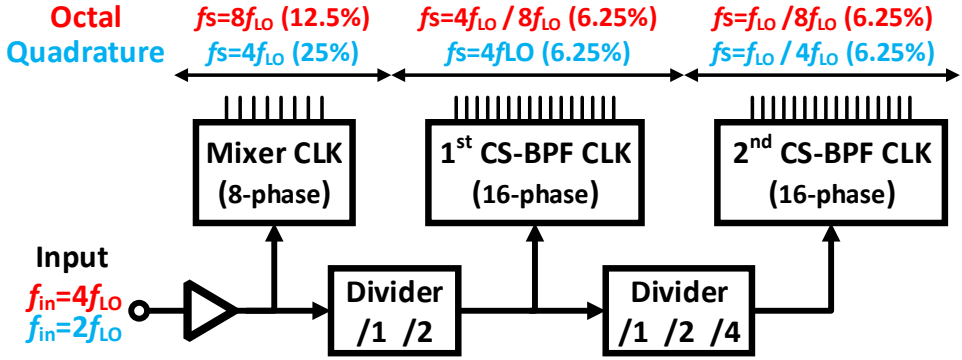 Octal fs=8fLO (12.5%) fs=4fLO / 8fLO (6.25%) fs=fLO / 8fLO (6.25%)
Quadrature fs=4fLO (25%) fs=4fLO (6.25%) fs=fLO / 4fLO (6.25%)
Mixer CLK
(8-phase)
1st CS-BPF CLK
(16-phase)
2nd CS-BPF CLK
(16-phase)
Input
fin=4fLO
fin=2fLO
Divider
/1 /2
Divider
/1 /2 /4